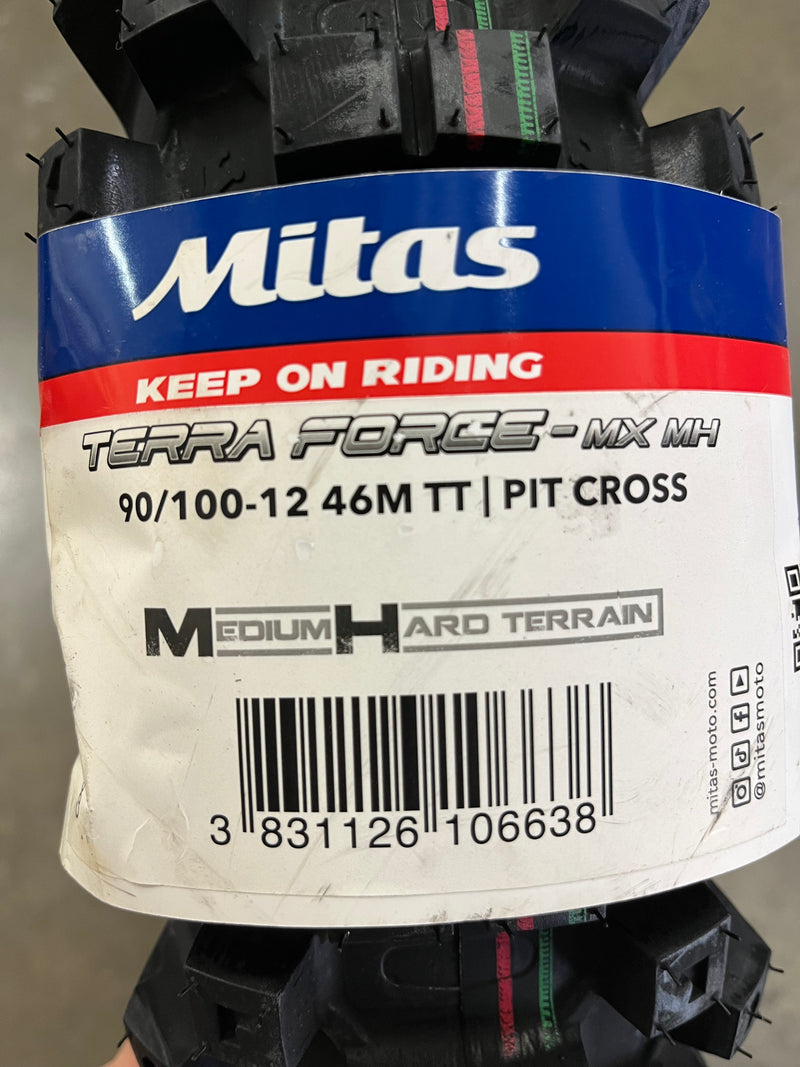 Mitas
KEEP ON RIDING
TERRA FORCE-MX MH
90/100-12 46M TT | PIT CROSS
MEDIUM HARD TERRAIN
3 831126 106638
mitas-moto.com
@mitasmoto